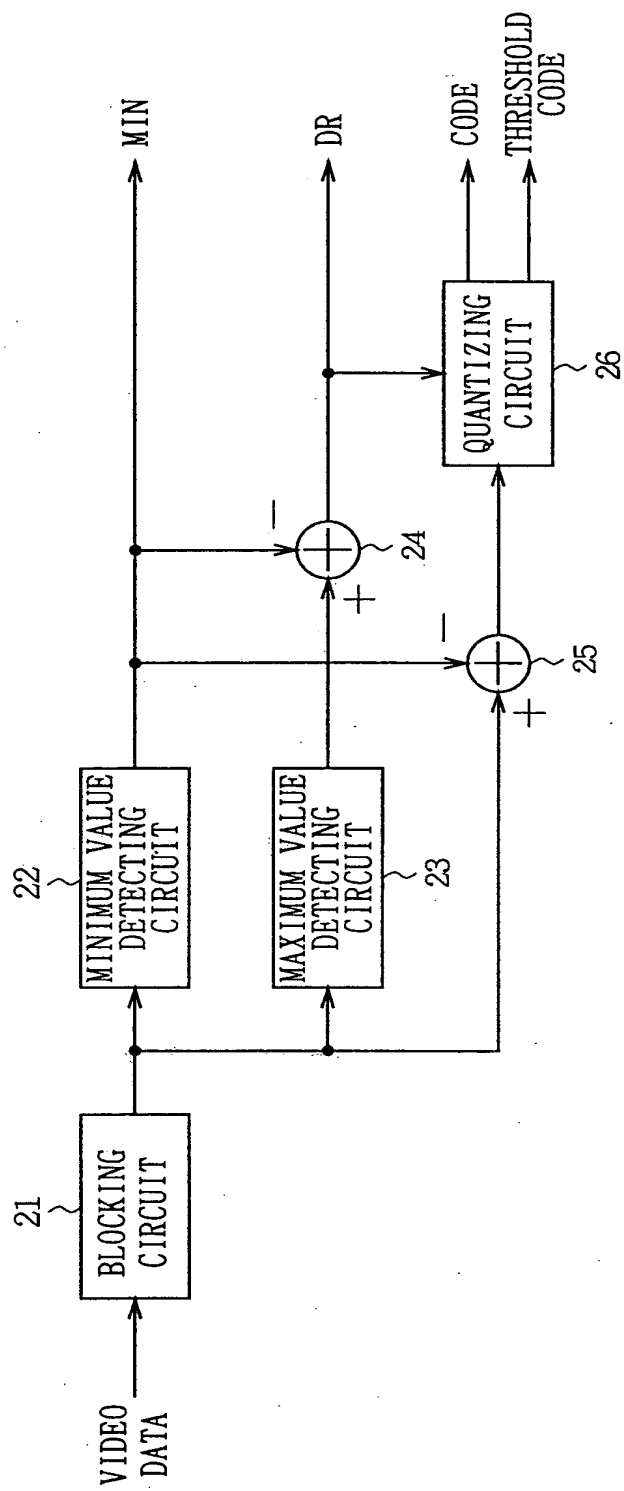 VIDEO
DATA
21
BLOCKING
CIRCUIT
22
MINIMUM VALUE
DETECTING
CIRCUIT
23
MAXIMUM VALUE
DETECTING
CIRCUIT
−
+
24
−
+
25
QUANTIZING
CIRCUIT
26
MIN
DR
CODE
THRESHOLD
CODE